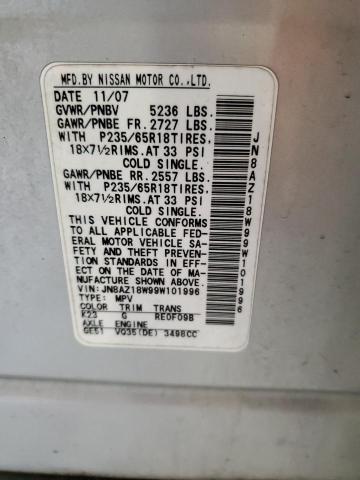 MFD. BY NISSAN MOTOR CO., LTD.
DATE 11/07
GVWR/PNBV 5236 LBS.
GAWR/PNBE FR. 2727 LBS.
WITH P235/65R18TIRES,
18X7½RIMS, AT 33 PSI
COLD SINGLE.
GAWR/PNBE RR. 2557 LBS.
WITH P235/65R18TIRES,
18X7½RIMS, AT 33 PSI
COLD SINGLE.
THIS VEHICLE CONFORMS
TO ALL APPLICABLE FED-
ERAL MOTOR VEHICLE SA-
FETY AND THEFT PREVEN-
TION STANDARDS IN EFF-
ECT ON THE DATE OF MA-
NUFACTURE SHOWN ABOVE.
VIN: JN8AZ18W99W101996
TYPE: MPV
COLOR TRIM TRANS
K23 G RE0F09B
AXLE ENGINE
GE51 VQ35(DE) 3498CC
JN8AZ18W99W101996